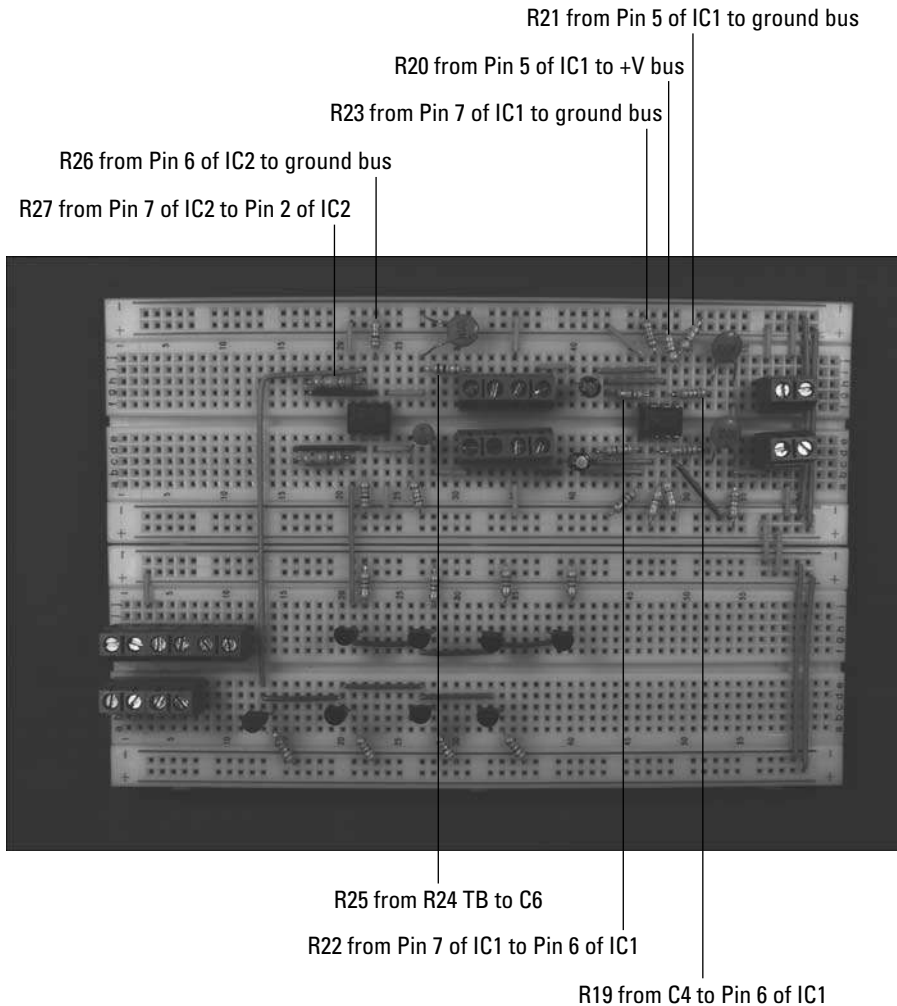 R21 from Pin 5 of IC1 to ground bus
R20 from Pin 5 of IC1 to +V bus
R23 from Pin 7 of IC1 to ground bus
R26 from Pin 6 of IC2 to ground bus
R27 from Pin 7 of IC2 to Pin 2 of IC2
R25 from R24 TB to C6
R22 from Pin 7 of IC1 to Pin 6 of IC1
R19 from C4 to Pin 6 of IC1